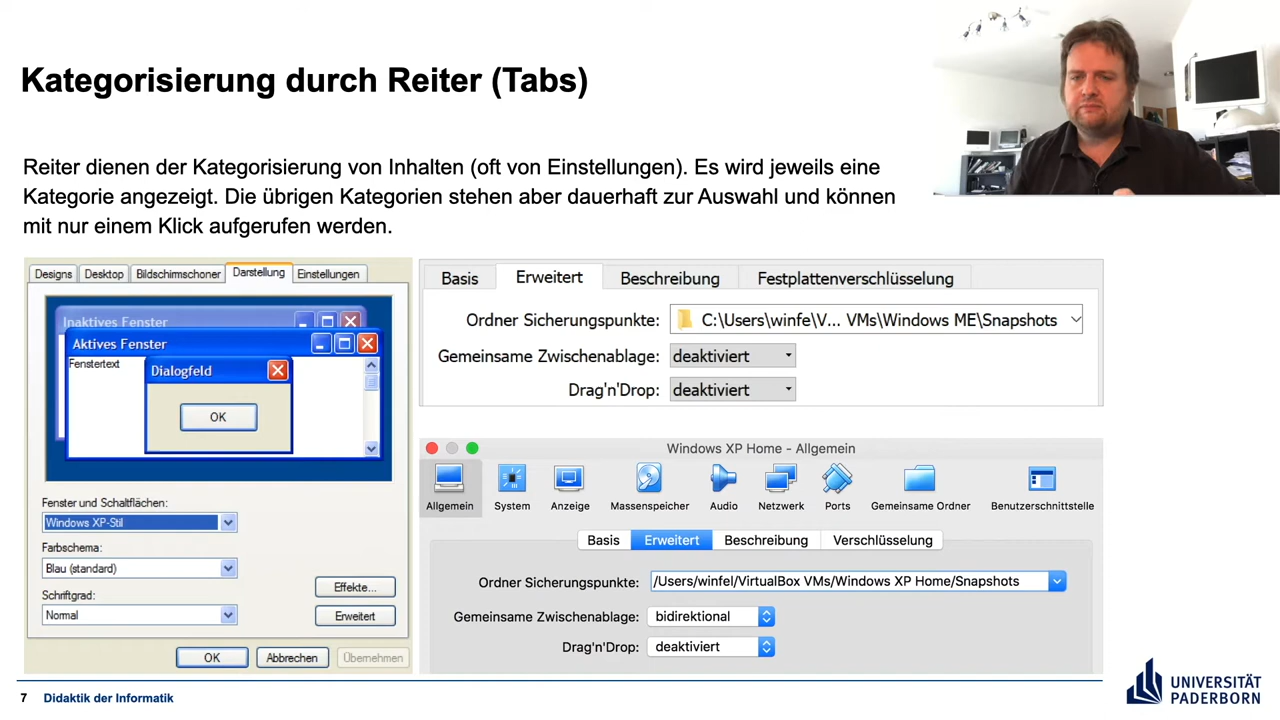 Kategorisierung durch Reiter (Tabs)
Reiter dienen der Kategorisierung von Inhalten (oft von Einstellungen). Es wird jeweils eine
Kategorie angezeigt. Die übrigen Kategorien stehen aber dauerhaft zur Auswahl und können
mit nur einem Klick aufgerufen werden.
Designs Desktop Bildschirmschoner Darstellung Einstellungen
Inaktives Fenster
Aktives Fenster
Fenstertext
Dialogfeld
OK
Fenster und Schaltflächen:
Windows XP-Stil
Farbschema:
Blau (standard)
Schriftgrad:
Normal
Effekte...
Erweitert
OK Abbrechen Übernehmen
Basis Erweitert Beschreibung Festplattenverschlüsselung
Ordner Sicherungspunkte: C:\Users\winfe\V... VMs\Windows ME\Snapshots
Gemeinsame Zwischenablage: deaktiviert
Drag'n'Drop: deaktiviert
Windows XP Home - Allgemein
Allgemein System Anzeige Massenspeicher Audio Netzwerk Ports Gemeinsame Ordner Benutzerschnittstelle
Basis Erweitert Beschreibung Verschlüsselung
Ordner Sicherungspunkte: /Users/winfel/VirtualBox VMs/Windows XP Home/Snapshots
Gemeinsame Zwischenablage: bidirektional
Drag'n'Drop: deaktiviert
7 Didaktik der Informatik
UNIVERSITÄT
PADERBORN